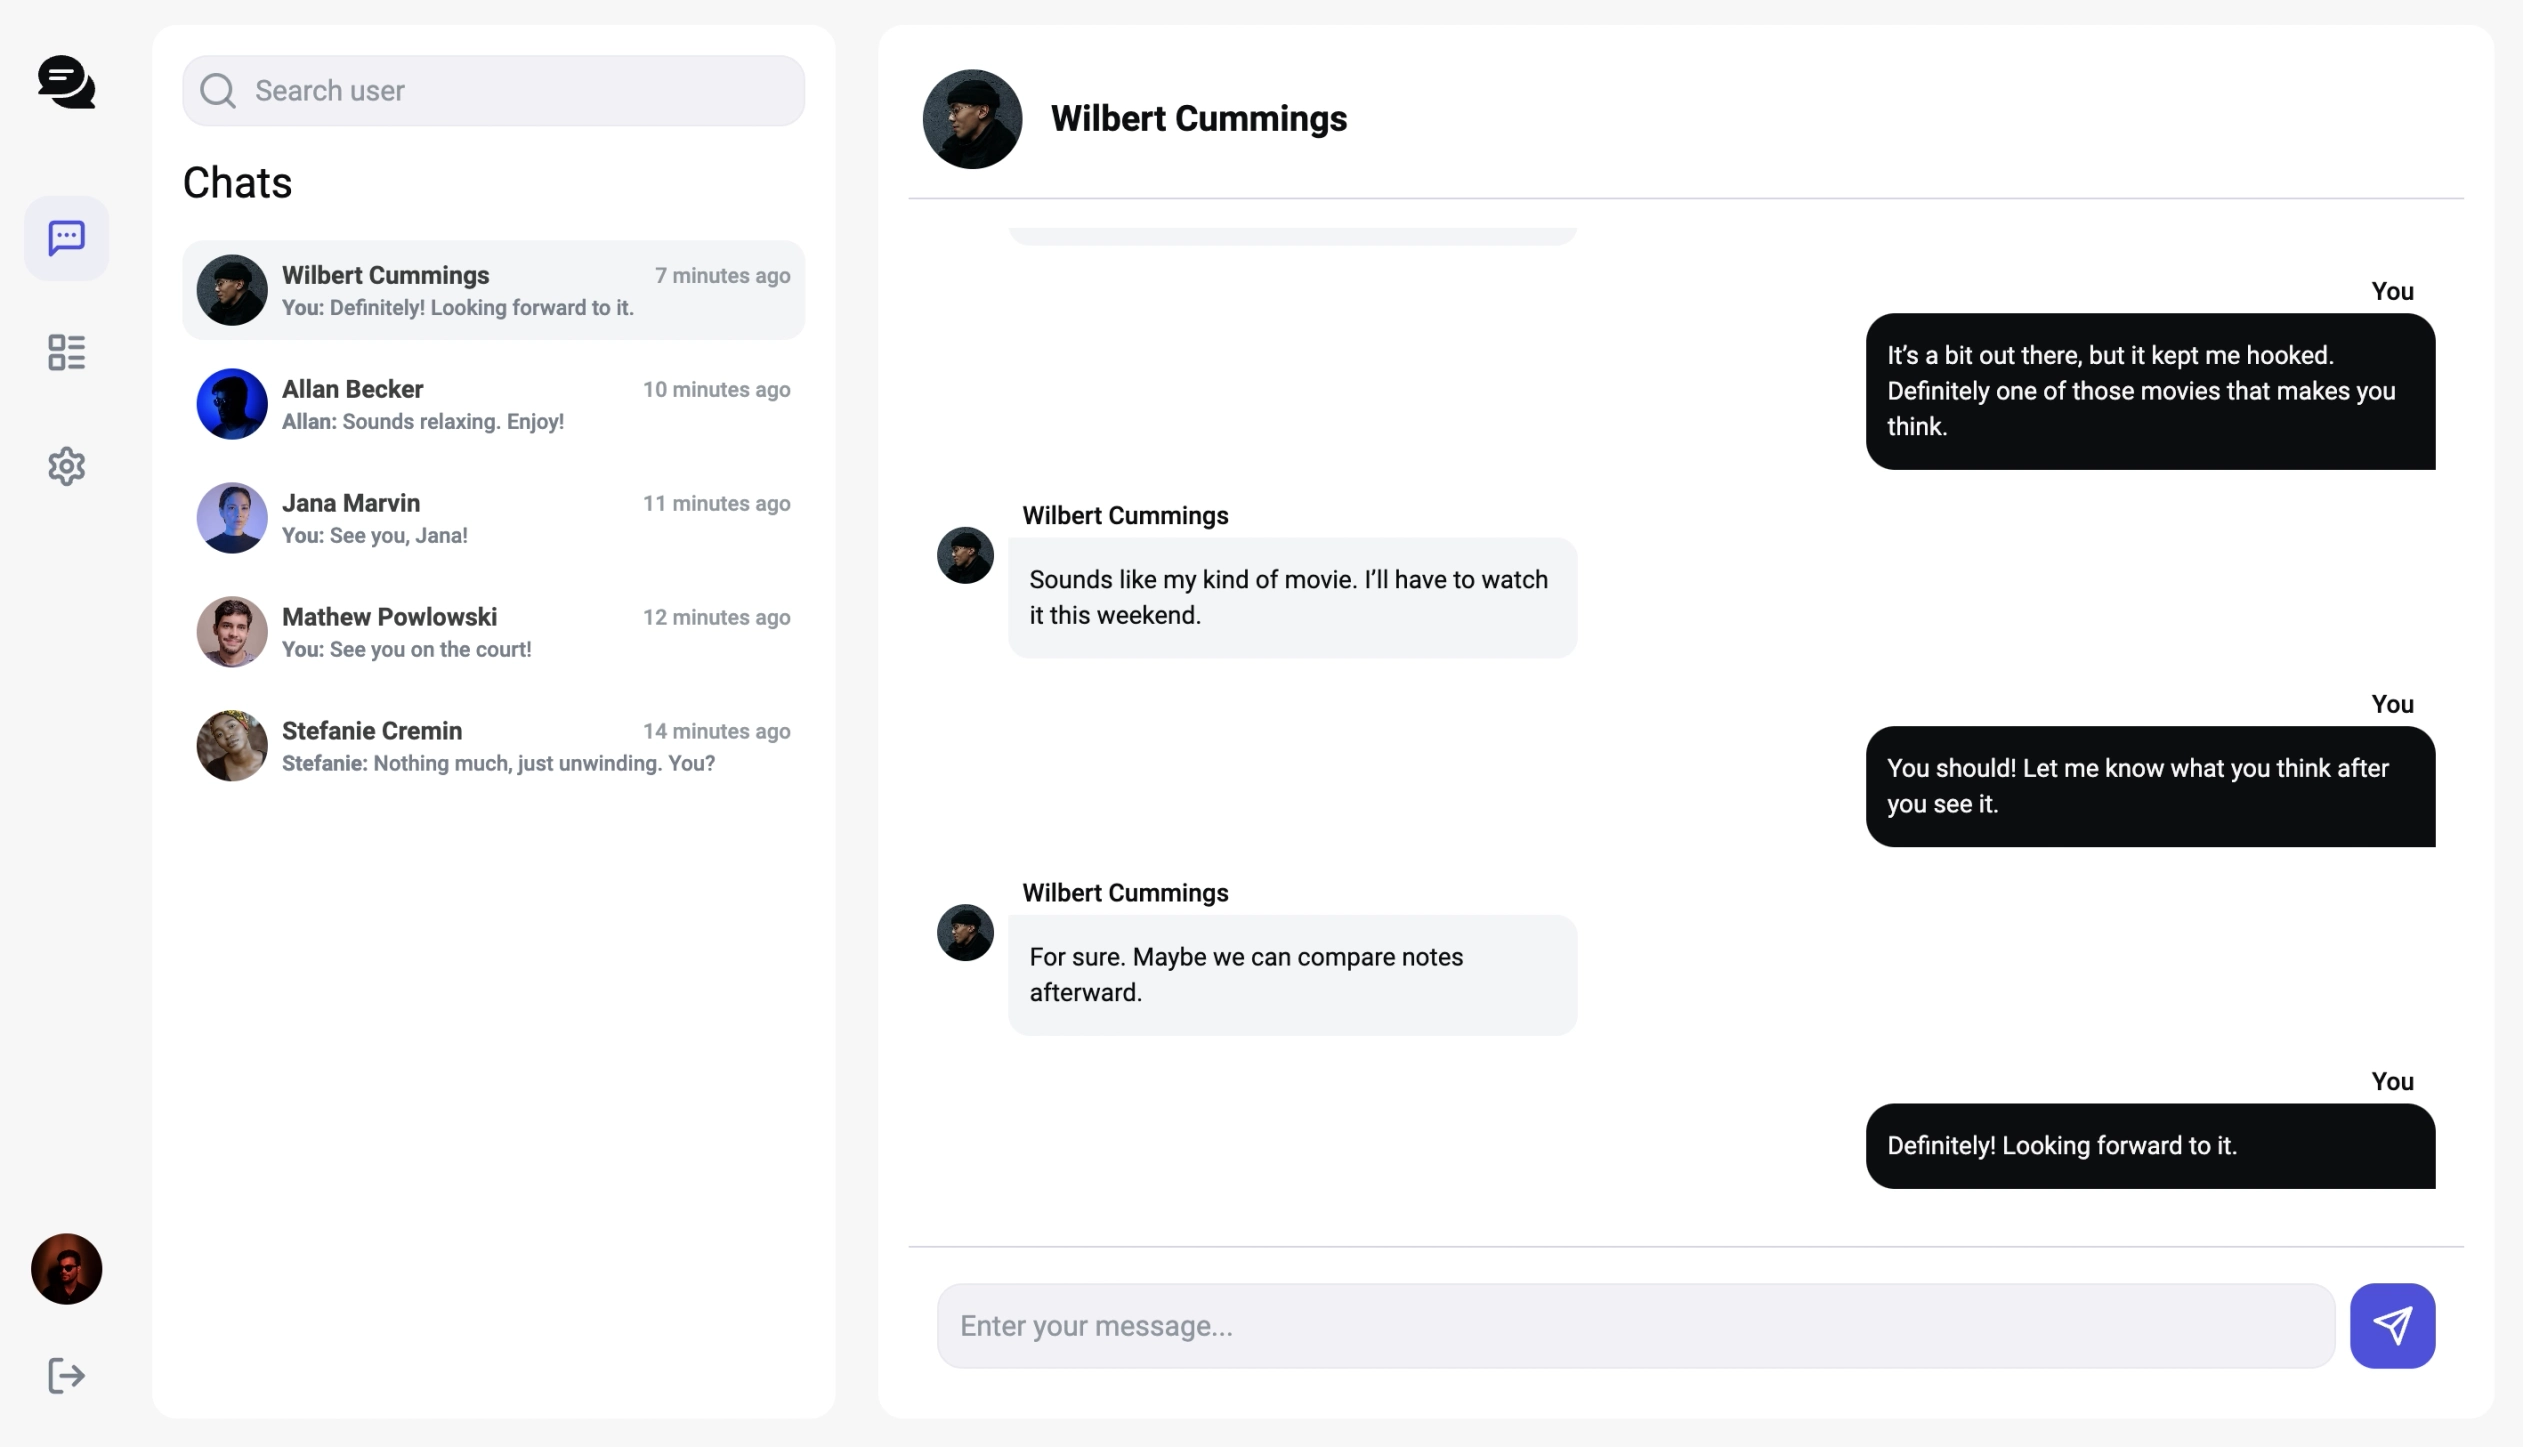 Search user
Chats
Wilbert Cummings
7 minutes ago
You: Definitely! Looking forward to it.
Allan Becker
10 minutes ago
Allan: Sounds relaxing. Enjoy!
Jana Marvin
11 minutes ago
You: See you, Jana!
Mathew Powlowski
12 minutes ago
You: See you on the court!
Stefanie Cremin
14 minutes ago
Stefanie: Nothing much, just unwinding. You?
Wilbert Cummings
You
It’s a bit out there, but it kept me hooked.
Definitely one of those movies that makes you
think.
Wilbert Cummings
Sounds like my kind of movie. I’ll have to watch
it this weekend.
You
You should! Let me know what you think after
you see it.
Wilbert Cummings
For sure. Maybe we can compare notes
afterward.
You
Definitely! Looking forward to it.
Enter your message...